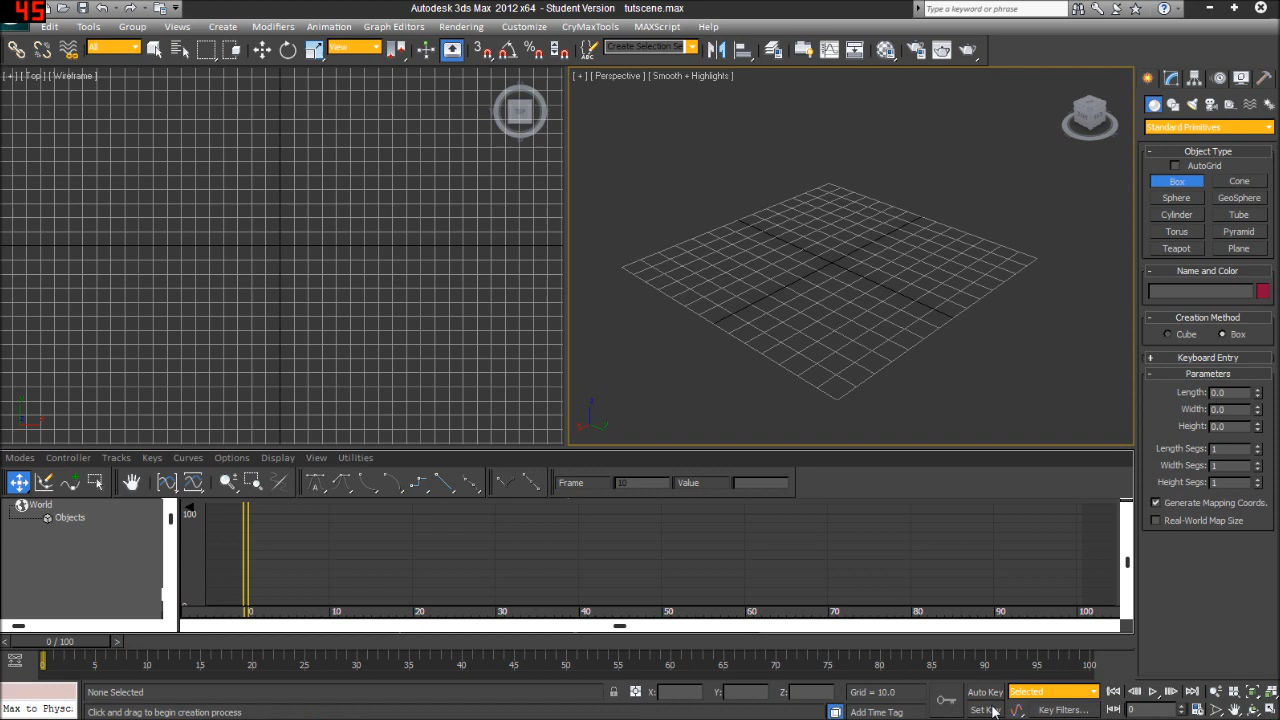 45
Autodesk 3ds Max 2012 x64 - Student Version tutscene.max
Type a keyword or phrase
Edit Tools Group Views Create Modifiers Animation Graph Editors Rendering Customize CryMaxTools MAXScript Help
All View Create Selection Se
[ + ] [ Top ] [ Wireframe ]
[ + ] [ Perspective ] [ Smooth + Highlights ]
Standard Primitives
Object Type
AutoGrid
Box Cone
Sphere GeoSphere
Cylinder Tube
Torus Pyramid
Teapot Plane
Name and Color
Creation Method
Cube Box
Keyboard Entry
Parameters
Length: 0.0
Width: 0.0
Height: 0.0
Length Segs: 1
Width Segs: 1
Height Segs: 1
Generate Mapping Coords.
Real-World Map Size
Modes Controller Tracks Keys Curves Options Display View Utilities
Frame 10 Value
World
Objects
100
0 10 20 30 40 50 60 70 80 90 100
0 / 100
0 5 10 15 20 25 30 35 40 45 50 55 60 65 70 75 80 85 90 95 100
None Selected X: Y: Z: Grid = 10.0 Auto Key Selected
Max to Physc Click and drag to begin creation process Add Time Tag Set Key Key Filters... 0